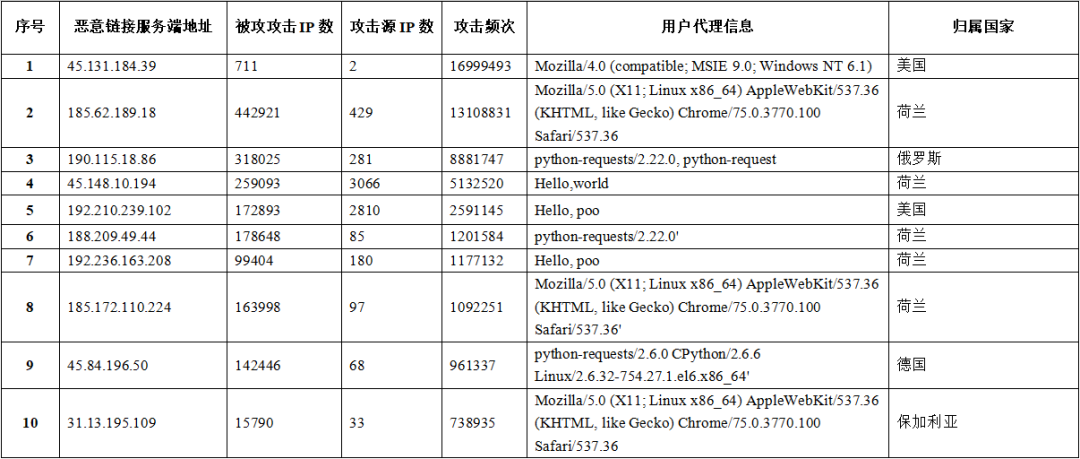 序号 恶意链接服务端地址 被攻攻击IP数 攻击源IP数 攻击频次 用户代理信息 归属国家
1 45.131.184.39 711 2 16999493 Mozilla/4.0 (compatible; MSIE 9.0; Windows NT 6.1) 美国
2 185.62.189.18 442921 429 13108831 Mozilla/5.0 (X11; Linux x86_64) AppleWebKit/537.36
(KHTML, like Gecko) Chrome/75.0.3770.100
Safari/537.36 荷兰
3 190.115.18.86 318025 281 8881747 python-requests/2.22.0, python-request 俄罗斯
4 45.148.10.194 259093 3066 5132520 Hello,world 荷兰
5 192.210.239.102 172893 2810 2591145 Hello, poo 美国
6 188.209.49.44 178648 85 1201584 python-requests/2.22.0' 荷兰
7 192.236.163.208 99404 180 1177132 Hello, poo 荷兰
8 185.172.110.224 163998 97 1092251 Mozilla/5.0 (X11; Linux x86_64) AppleWebKit/537.36
(KHTML, like Gecko) Chrome/75.0.3770.100
Safari/537.36' 荷兰
9 45.84.196.50 142446 68 961337 python-requests/2.6.0 CPython/2.6.6
Linux/2.6.32-754.27.1.el6.x86_64' 德国
10 31.13.195.109 15790 33 738935 Mozilla/5.0 (X11; Linux x86_64) AppleWebKit/537.36
(KHTML, like Gecko) Chrome/75.0.3770.100
Safari/537.36 保加利亚